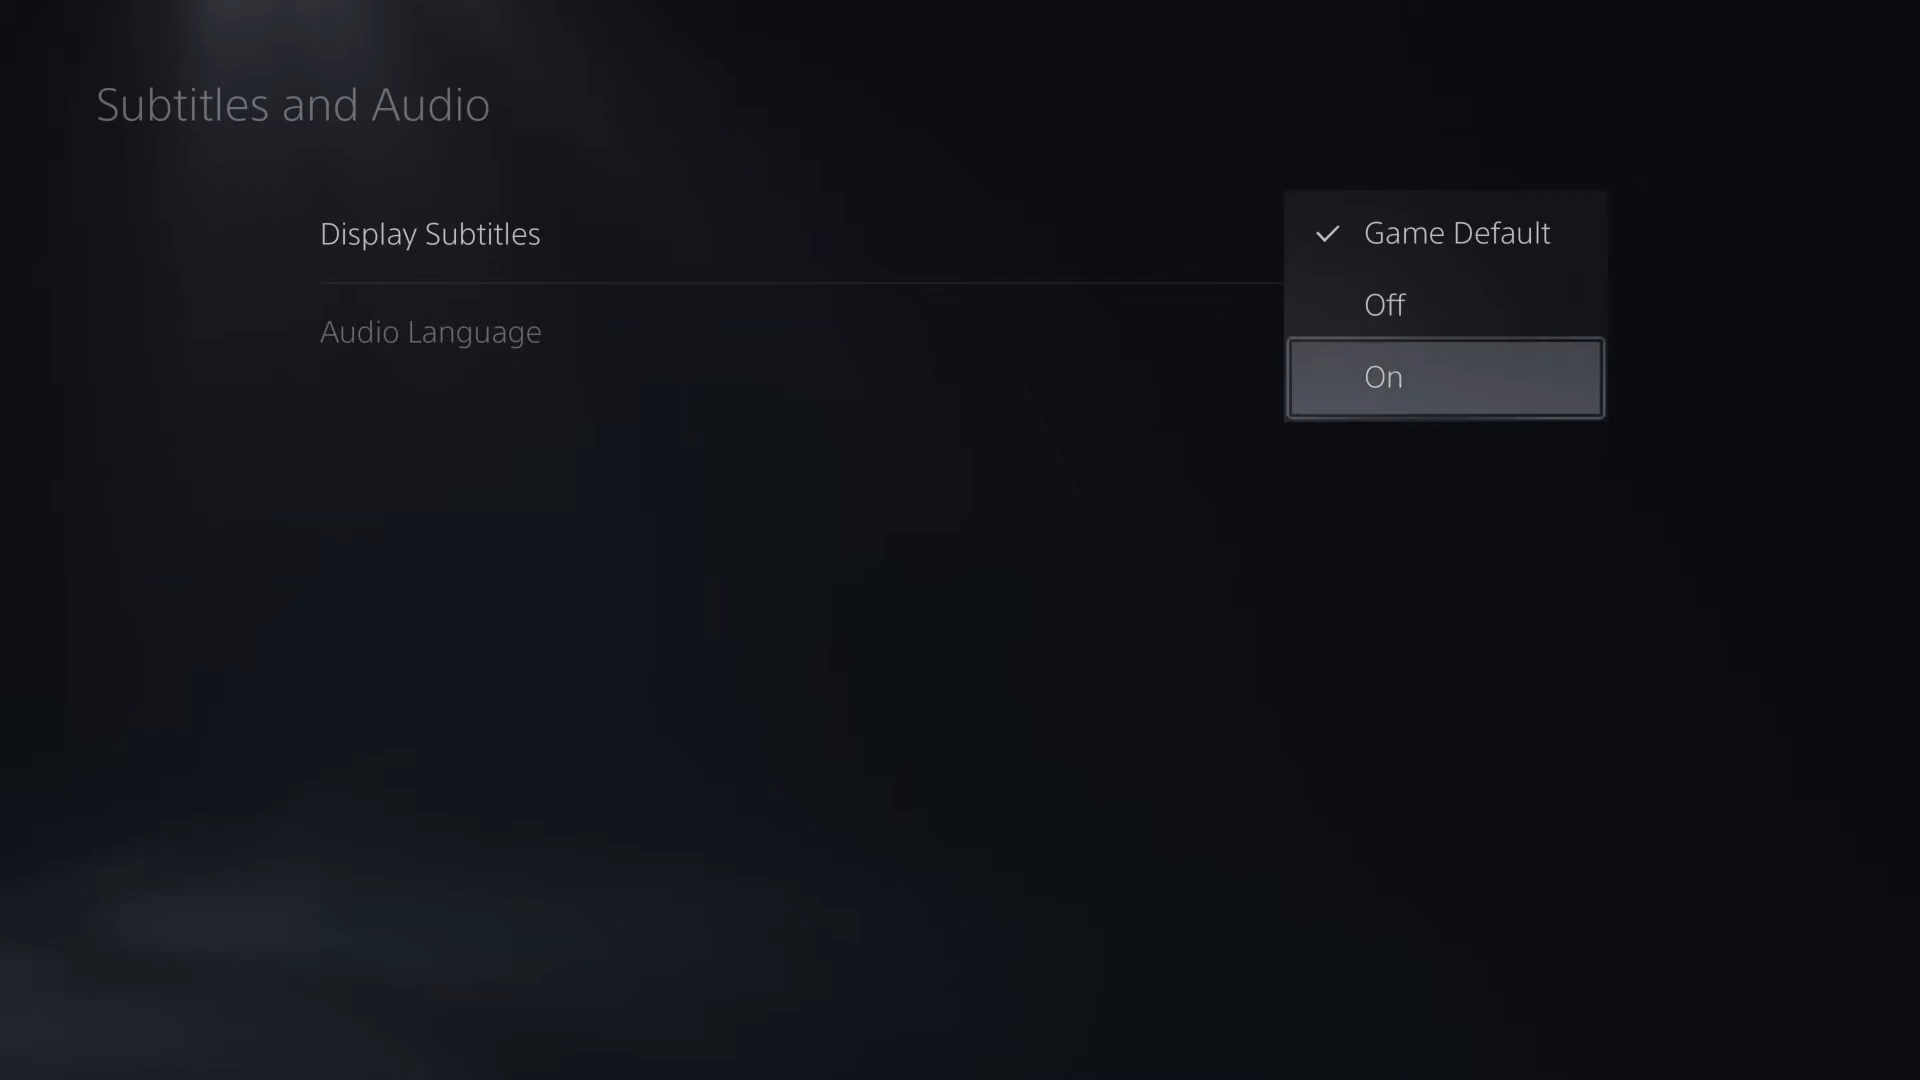 Subtitles and Audio
Display Subtitles
Game Default
Off
On
Audio Language